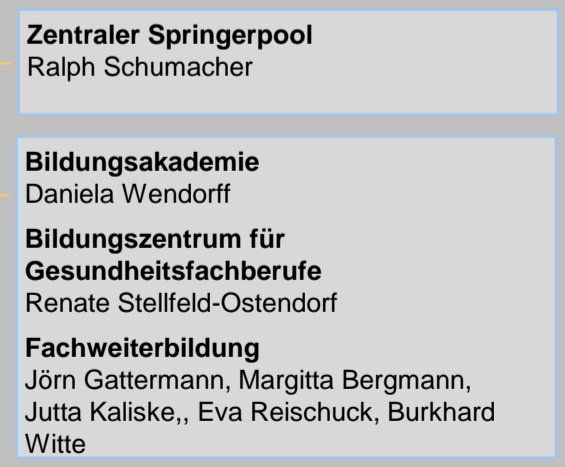 Zentraler Springerpool
Ralph Schumacher
Bildungsakademie
Daniela Wendorff
Bildungszentrum für
Gesundheitsfachberufe
Renate Stellfeld-Ostendorf
Fachweiterbildung
Jörn Gattermann, Margitta Bergmann,
Jutta Kaliske,, Eva Reischuck, Burkhard
Witte